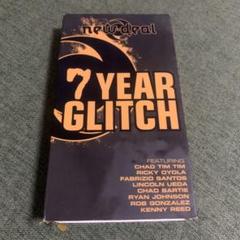 new deal
7 YEAR
GLITCH
FEATURING
CHAD TIM TIM
RICKY OYOLA
FABRIZIO SANTOS
LINCOLN UEDA
CHAD BARTIE
RYAN JOHNSON
ROB GONZALEZ
KENNY REED